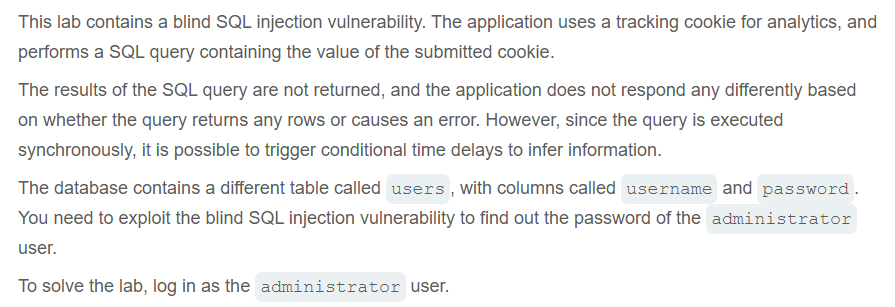 This lab contains a blind SQL injection vulnerability. The application uses a tracking cookie for analytics, and
performs a SQL query containing the value of the submitted cookie.
The results of the SQL query are not returned, and the application does not respond any differently based
on whether the query returns any rows or causes an error. However, since the query is executed
synchronously, it is possible to trigger conditional time delays to infer information.
The database contains a different table called users, with columns called username and password.
You need to exploit the blind SQL injection vulnerability to find out the password of the administrator
user.
To solve the lab, log in as the administrator user.